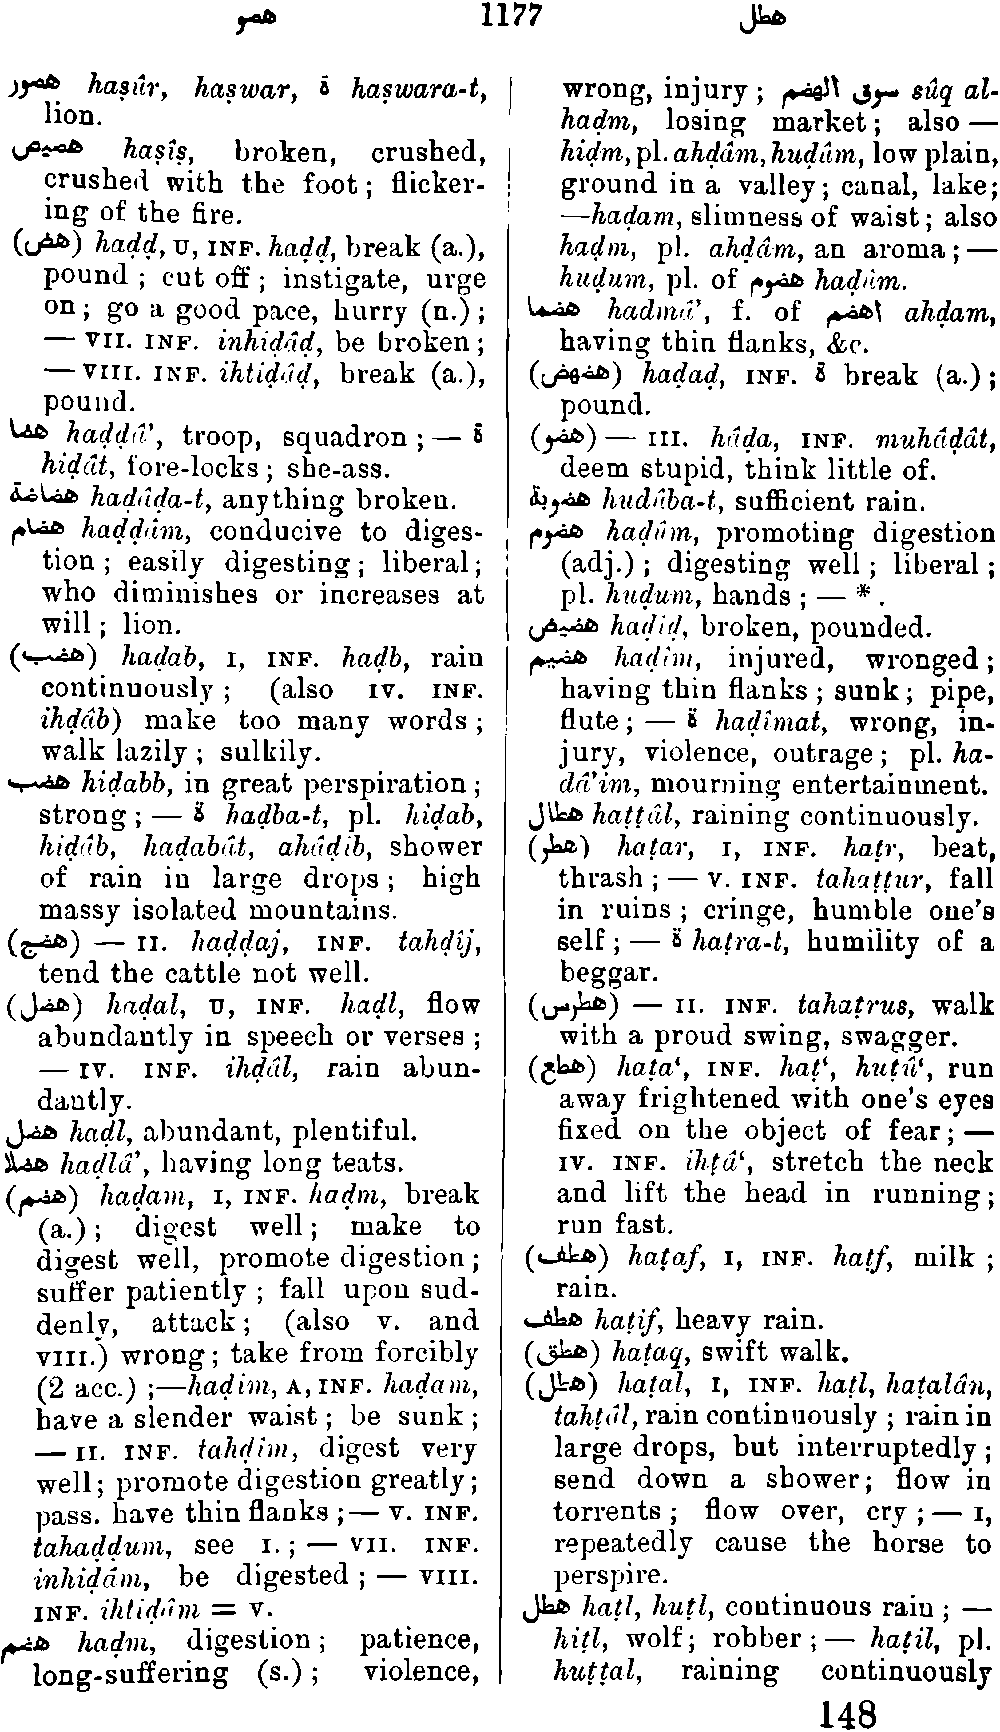 هصو 1177 هطل
هصور haṣûr, haṣwar, ة haṣwara-t,
lion.
هصيص haṣîṣ, broken, crushed,
crushed with the foot; flicker-
ing of the fire.
(هض) haḍḍ, U, INF. haḍḍ, break (a.),
pound; cut off; instigate, urge
on; go a good pace, hurry (n.);
— VII. INF. inhiḍâḍ, be broken;
— VIII. INF. ihtiḍâḍ, break (a.),
pound.
هضا haḍḍâ’, troop, squadron; — ة
hiḍât, fore-locks; she-ass.
هضاضة haḍâḍa-t, anything broken.
هضام haḍḍâm, conducive to diges-
tion; easily digesting; liberal;
who diminishes or increases at
will; lion.
(هضب) haḍab, I, INF. haḍb, rain
continuously; (also IV. INF.
ihḍâb) make too many words;
walk lazily; sulkily.
هضب hiḍabb, in great perspiration;
strong; — ة haḍba-t, pl. hiḍab,
hiḍâb, haḍabât, ahâḍib, shower
of rain in large drops; high
massy isolated mountains.
(هضج) — II. haḍḍaj, INF. tahḍîj,
tend the cattle not well.
(هضل) haḍal, U, INF. haḍl, flow
abundantly in speech or verses;
— IV. INF. ihḍâl, rain abun-
dantly.
هضل haḍl, abundant, plentiful.
هضلا haḍlâ’, having long teats.
(هضم) haḍam, I, INF. haḍm, break
(a.); digest well; make to
digest well, promote digestion;
suffer patiently; fall upon sud-
denly, attack; (also V. and
VIII.) wrong; take from forcibly
(2 acc.);—haḍim, A, INF. haḍam,
have a slender waist; be sunk;
— II. INF. tahḍîm, digest very
well; promote digestion greatly;
pass. have thin flanks;— V. INF.
tahaḍḍum, see I.; — VII. INF.
inhiḍâm, be digested; — VIII.
INF. ihtiḍâm = V.
هضم haḍm, digestion; patience,
long-suffering (s.); violence,
wrong, injury; سوق الهضم sûq al-
haḍm, losing market; also —
hiḍm, pl. ahḍâm, huḍûm, low plain,
ground in a valley; canal, lake;
—haḍam, slimness of waist; also
haḍm, pl. ahḍâm, an aroma; —
huḍum, pl. of هضوم haḍûm.
هضما haḍmâ’, f. of اهضم ahḍam,
having thin flanks, &c.
(هضهض) haḍaḍ, INF. ة break (a.);
pound.
(هضو) — III. hâḍa, INF. muhâḍât,
deem stupid, think little of.
هضوبة huḍûba-t, sufficient rain.
هضوم haḍûm, promoting digestion
(adj.); digesting well; liberal;
pl. huḍum, hands; — * .
هضيض haḍîḍ, broken, pounded.
هضيم haḍîm, injured, wronged;
having thin flanks; sunk; pipe,
flute; — ة haḍîmat, wrong, in-
jury, violence, outrage; pl. ha-
ḍâ’im, mourning entertainment.
هطال haṭṭâl, raining continuously.
(هطر) haṭar, I, INF. haṭr, beat,
thrash; — V. INF. tahaṭṭur, fall
in ruins; cringe, humble one's
self; — ة haṭra-t, humility of a
beggar.
(هطرس) — II. INF. tahaṭrus, walk
with a proud swing, swagger.
(هطع) haṭa‘, INF. haṭ‘, huṭû‘, run
away frightened with one's eyes
fixed on the object of fear; —
IV. INF. ihṭâ‘, stretch the neck
and lift the head in running;
run fast.
(هطف) haṭaf, I, INF. haṭf, milk;
rain.
هطف haṭif, heavy rain.
(هطق) haṭaq, swift walk.
(هطل) haṭal, I, INF. haṭl, haṭalân,
tahṭâl, rain continuously; rain in
large drops, but interruptedly;
send down a shower; flow in
torrents; flow over, cry; — I,
repeatedly cause the horse to
perspire.
هطل haṭl, huṭl, continuous rain; —
hiṭl, wolf; robber; — haṭil, pl.
huṭṭal, raining continuously
148